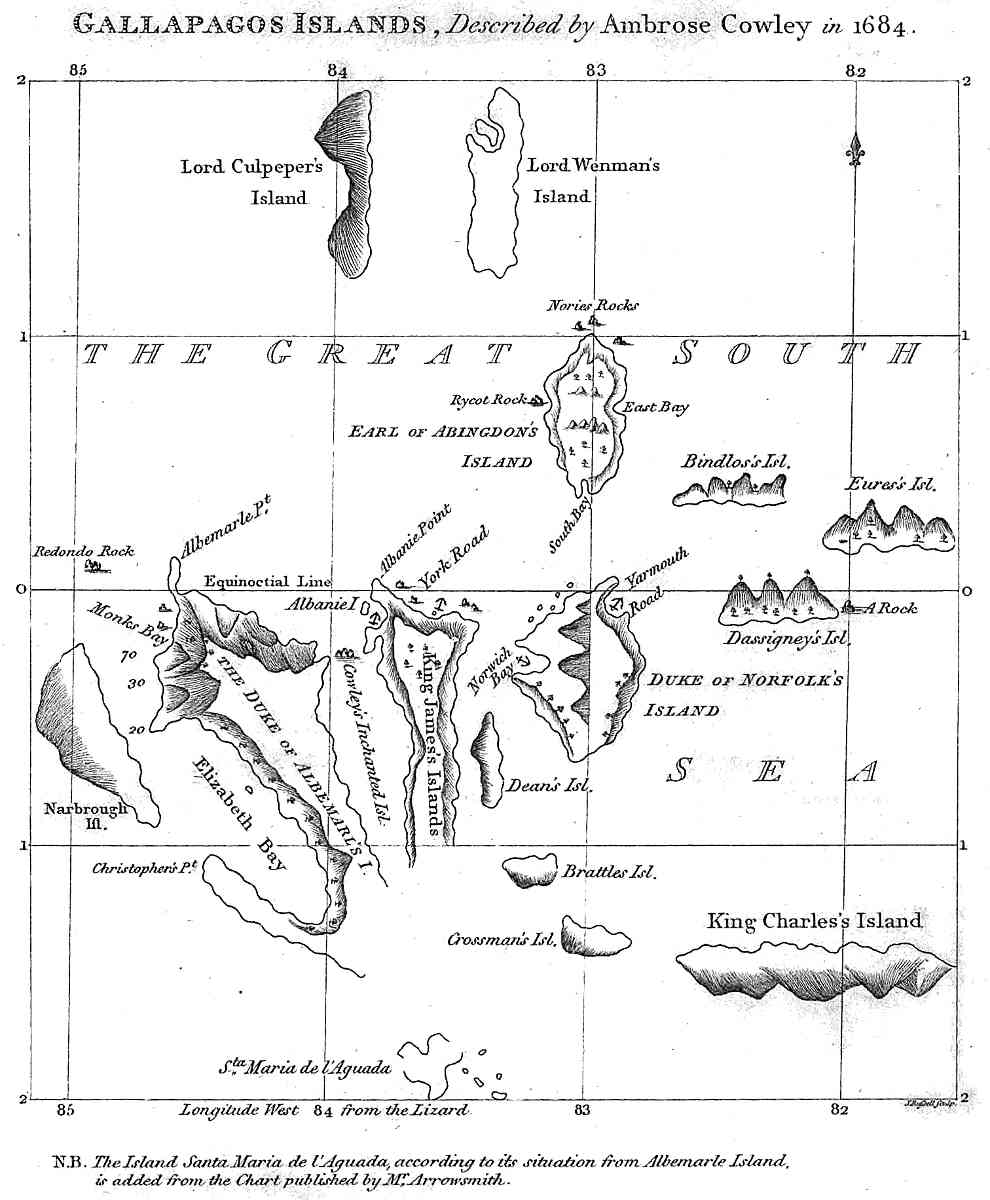 GALLAPAGOS ISLANDS, Described by Ambrose Cowley in 1684.
85 84 83 82
2 2
Lord Culpeper's
Island
Lord Wenman's
Island
Nories Rocks
1 1
THE GREAT SOUTH
Rycot Rock
East Bay
EARL OF ABINGDON'S
ISLAND
South Bay
Bindlos's Isl.
Eures's Isl.
Albemarle Pt.
Albanie Point
York Road
Yarmouth
Road
Redondo Rock
0 0
Equinoctial Line
Albanie I
Monks Bay
70
30
20
A Rock
Dassigney's Isl.
Norwich
Bay
DUKE OF NORFOLK'S
ISLAND
THE DUKE OF ALBEMARL'S I.
Cowley's Inchanted Isl.
King James's Islands
SEA
Dean's Isl.
Elizabeth Bay
Narbrough
Isl.
1 1
Christopher's Pt.
Brattles Isl.
King Charles's Island
Crossman's Isl.
Sta. Maria de l'Aguada
2 2
85 Longitude West 84 from the Lizard 83 82
N.B. The Island Santa Maria de l'Aguada, according to its situation from Albemarle Island,
is added from the Chart published by Mr. Arrowsmith.